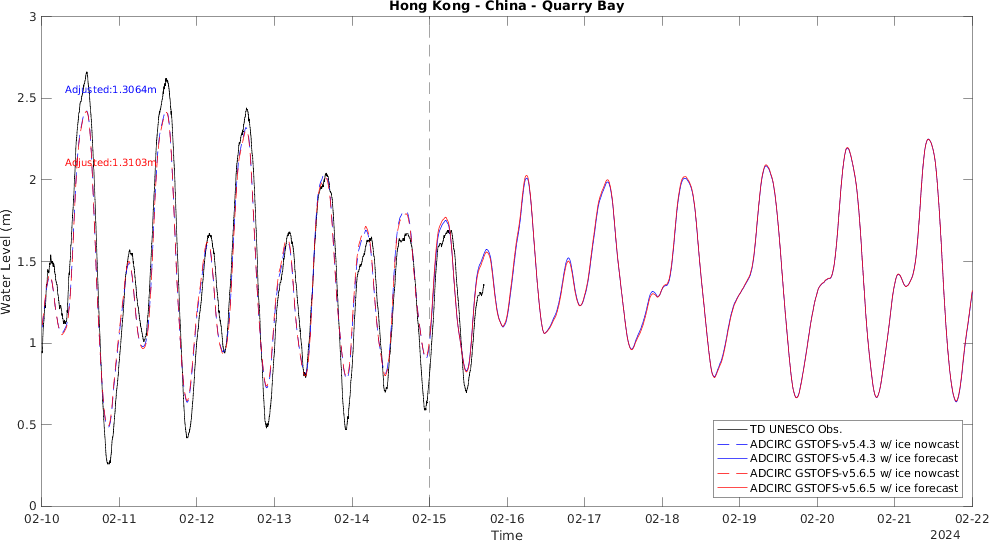 Hong Kong - China - Quarry Bay
3
2.5
2
1.5
1
0.5
0
Water Level (m)
Adjusted:1.3064m
Adjusted:1.3103m
TD UNESCO Obs.
ADCIRC GSTOFS-v5.4.3 w/ ice nowcast
ADCIRC GSTOFS-v5.4.3 w/ ice forecast
ADCIRC GSTOFS-v5.6.5 w/ ice nowcast
ADCIRC GSTOFS-v5.6.5 w/ ice forecast
02-10 02-11 02-12 02-13 02-14 02-15 02-16 02-17 02-18 02-19 02-20 02-21 02-22
Time
2024